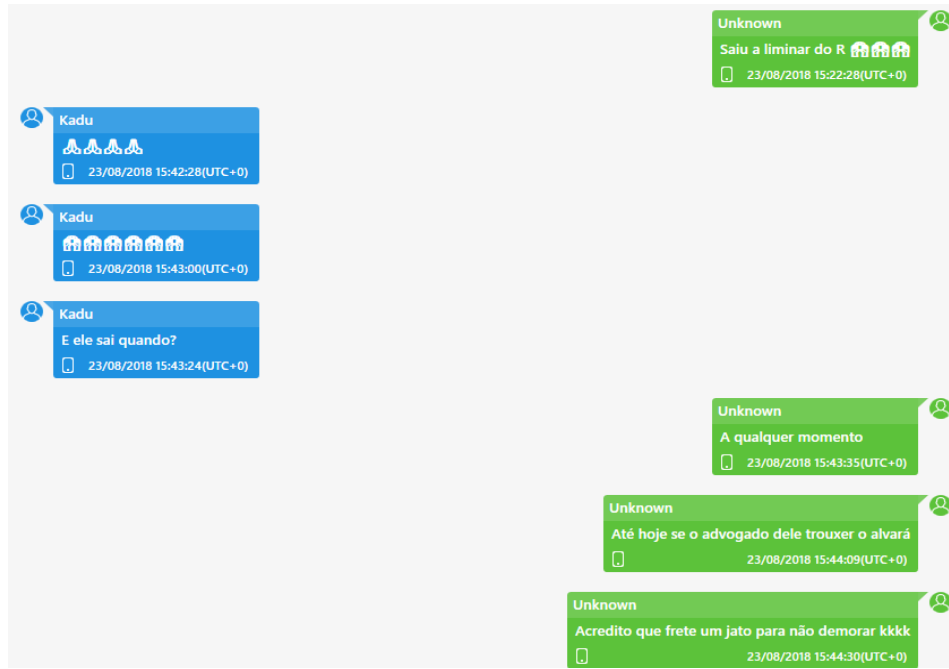 Unknown
Saiu a liminar do R 😱😱😱
23/08/2018 15:22:28(UTC+0)
Kadu
🙏🙏🙏🙏
23/08/2018 15:42:28(UTC+0)
Kadu
😱😱😱😱😱😱
23/08/2018 15:43:00(UTC+0)
Kadu
E ele sai quando?
23/08/2018 15:43:24(UTC+0)
Unknown
A qualquer momento
23/08/2018 15:43:35(UTC+0)
Unknown
Até hoje se o advogado dele trouxer o alvará
23/08/2018 15:44:09(UTC+0)
Unknown
Acredito que frete um jato para não demorar kkkk
23/08/2018 15:44:30(UTC+0)